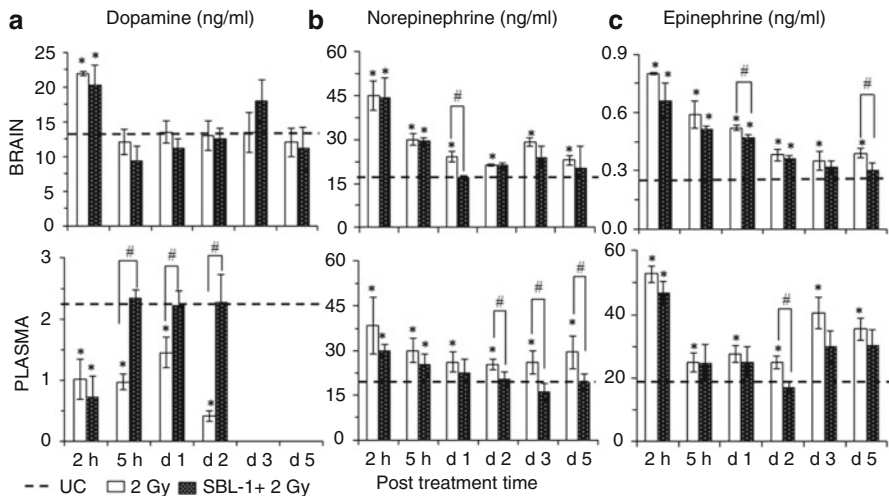 a Dopamine (ng/ml) b Norepinephrine (ng/ml) c Epinephrine (ng/ml)
BRAIN
25
20
15
10
5
0
* *
60
45
30
15
0
* * * * * # * * *
0.9
0.6
0.3
0.0
* * * * * # * * * * #
PLASMA
3
2
1
0
* * * # * # * #
60
45
30
15
0
* * * * * * # * # * #
60
40
20
0
* * * * * # * *
2 h 5 h d 1 d 2 d 3 d 5 2 h 5 h d 1 d 2 d 3 d 5 2 h 5 h d 1 d 2 d 3 d 5
UC 2 Gy SBL-1+ 2 Gy Post treatment time